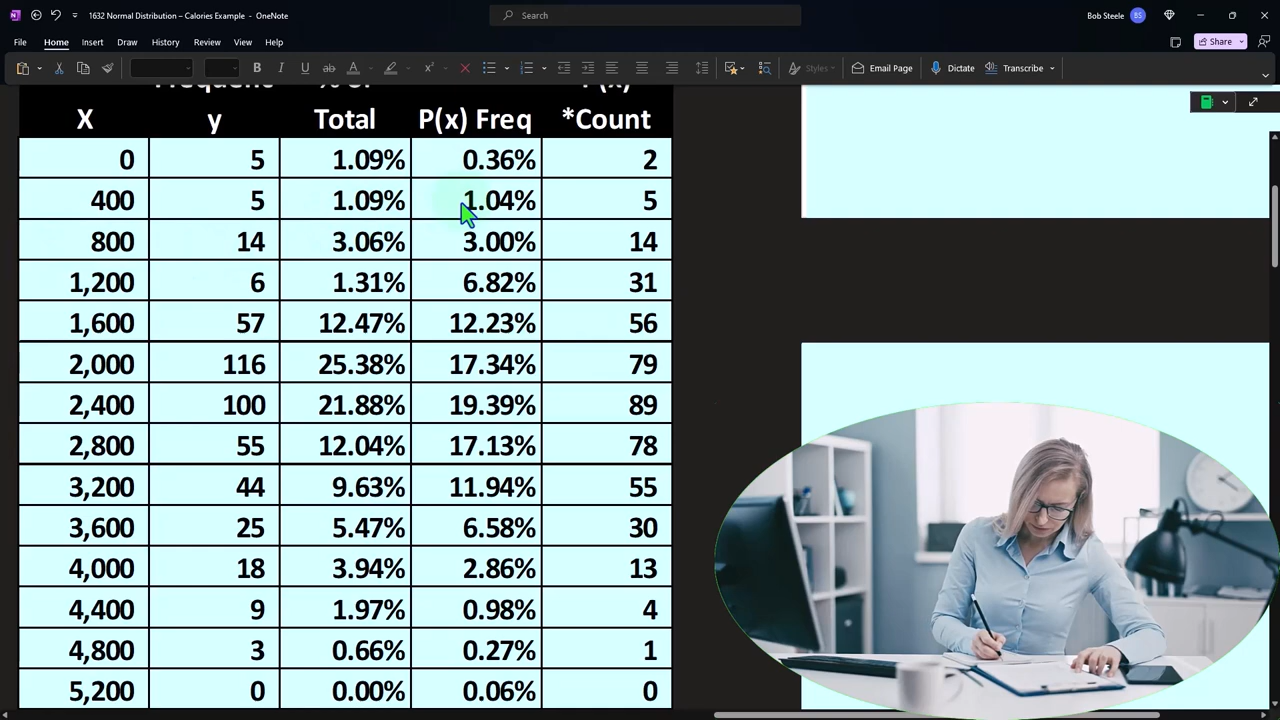 1632 Normal Distribution – Calories Example - OneNote
Search
Bob Steele
BS
File Home Insert Draw History Review View Help
Share
B I U ab A x
Styles
Email Page
Dictate
Transcribe
X y Total P(x) Freq *Count
0 5 1.09% 0.36% 2
400 5 1.09% 1.04% 5
800 14 3.06% 3.00% 14
1,200 6 1.31% 6.82% 31
1,600 57 12.47% 12.23% 56
2,000 116 25.38% 17.34% 79
2,400 100 21.88% 19.39% 89
2,800 55 12.04% 17.13% 78
3,200 44 9.63% 11.94% 55
3,600 25 5.47% 6.58% 30
4,000 18 3.94% 2.86% 13
4,400 9 1.97% 0.98% 4
4,800 3 0.66% 0.27% 1
5,200 0 0.00% 0.06% 0